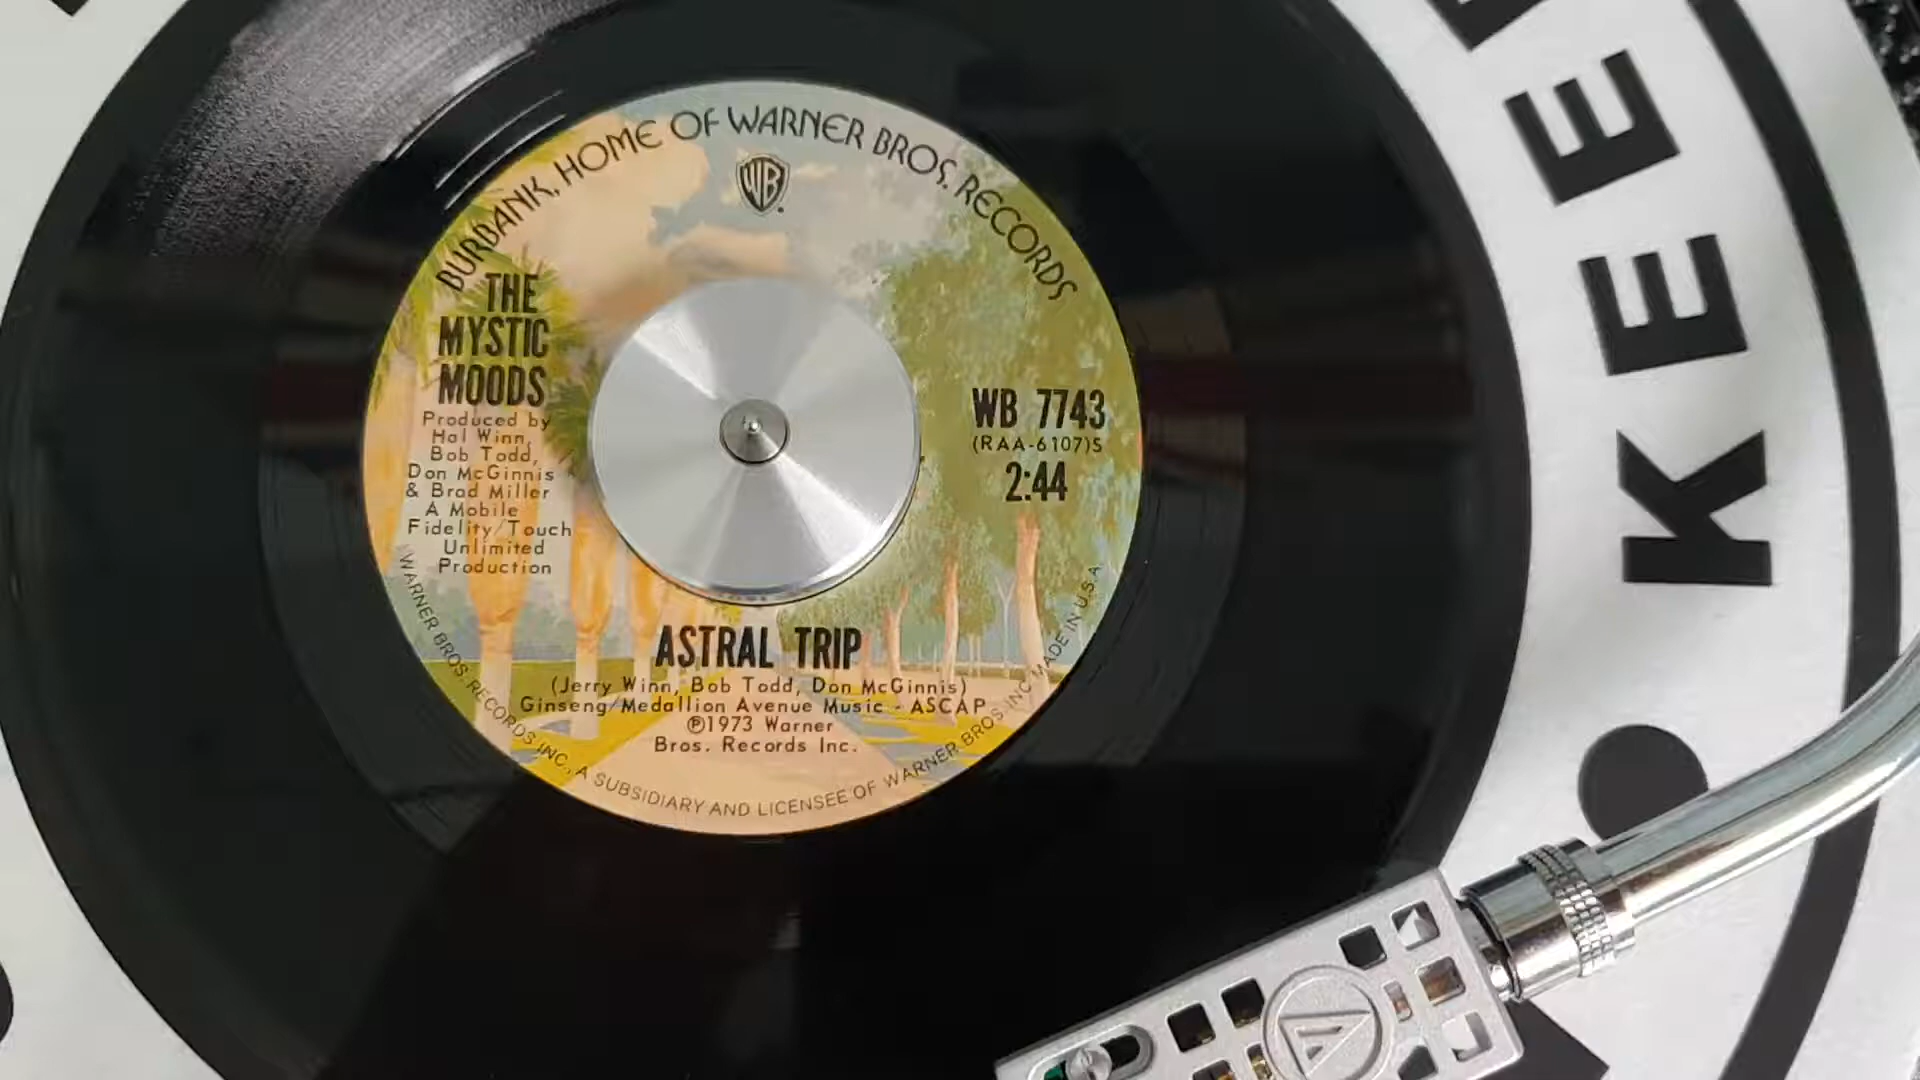 BURBANK, HOME OF WARNER BROS. RECORDS
WB
THE
MYSTIC
MOODS
Produced by
Hal Winn,
Bob Todd,
Don McGinnis
& Brad Miller
A Mobile
Fidelity/Touch
Unlimited
Production
WB 7743
(RAA-6107)S
2:44
ASTRAL TRIP
(Jerry Winn, Bob Todd, Don McGinnis)
Ginseng/Medallion Avenue Music - ASCAP
℗1973 Warner
Bros. Records Inc.
WARNER BROS. RECORDS INC., A SUBSIDIARY AND LICENSEE OF WARNER BROS INC MADE IN U.S.A.
KEE